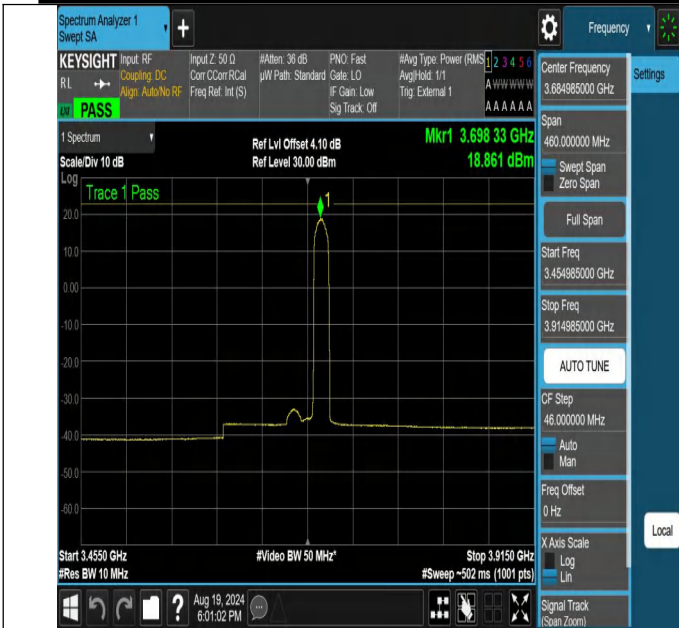 Spectrum Analyzer 1
Swept SA
+
Frequency
KEYSIGHT
RL
PASS
Input: RF
Coupling: DC
Align: Auto/No RF
Input Z: 50 Ω
Corr CCorr RCal
Freq Ref: Int (S)
#Atten: 36 dB
µW Path: Standard
PNO: Fast
Gate: LO
IF Gain: Low
Sig Track: Off
#Avg Type: Power (RMS
Avg|Hold: 1/1
Trig: External 1
1 2 3 4 5 6
A W W W W W
A A A A A A
1 Spectrum
Scale/Div 10 dB
Ref Lvl Offset 4.10 dB
Ref Level 30.00 dBm
Mkr1 3.698 33 GHz
18.861 dBm
Log
Trace 1 Pass
1
20.0
10.0
0.00
-10.0
-20.0
-30.0
-40.0
-50.0
-60.0
Start 3.4550 GHz
#Res BW 10 MHz
#Video BW 50 MHz*
Stop 3.9150 GHz
#Sweep ~502 ms (1001 pts)
?
Aug 19, 2024
6:01:02 PM
Center Frequency
3.684985000 GHz
Span
460.000000 MHz
Swept Span
Zero Span
Full Span
Start Freq
3.454985000 GHz
Stop Freq
3.914985000 GHz
AUTO TUNE
CF Step
46.000000 MHz
Auto
Man
Freq Offset
0 Hz
X Axis Scale
Log
Lin
Signal Track
(Span Zoom)
Settings
Local